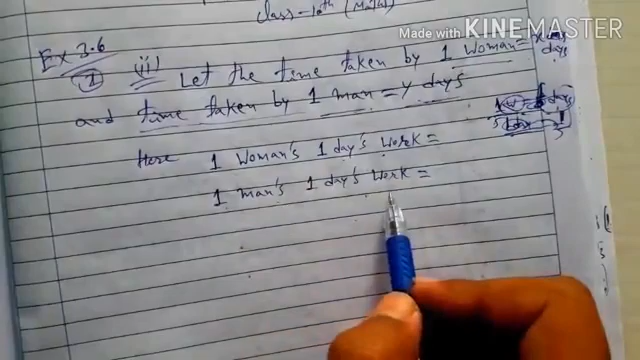 Class - 10th (Maths)
Made with KINEMASTER
Ex 3.6
② (ii) Let the time taken by 1 woman = x days
and time taken by 1 man = y days
Here 1 woman's 1 day's work =
1 man's 1 day's work =